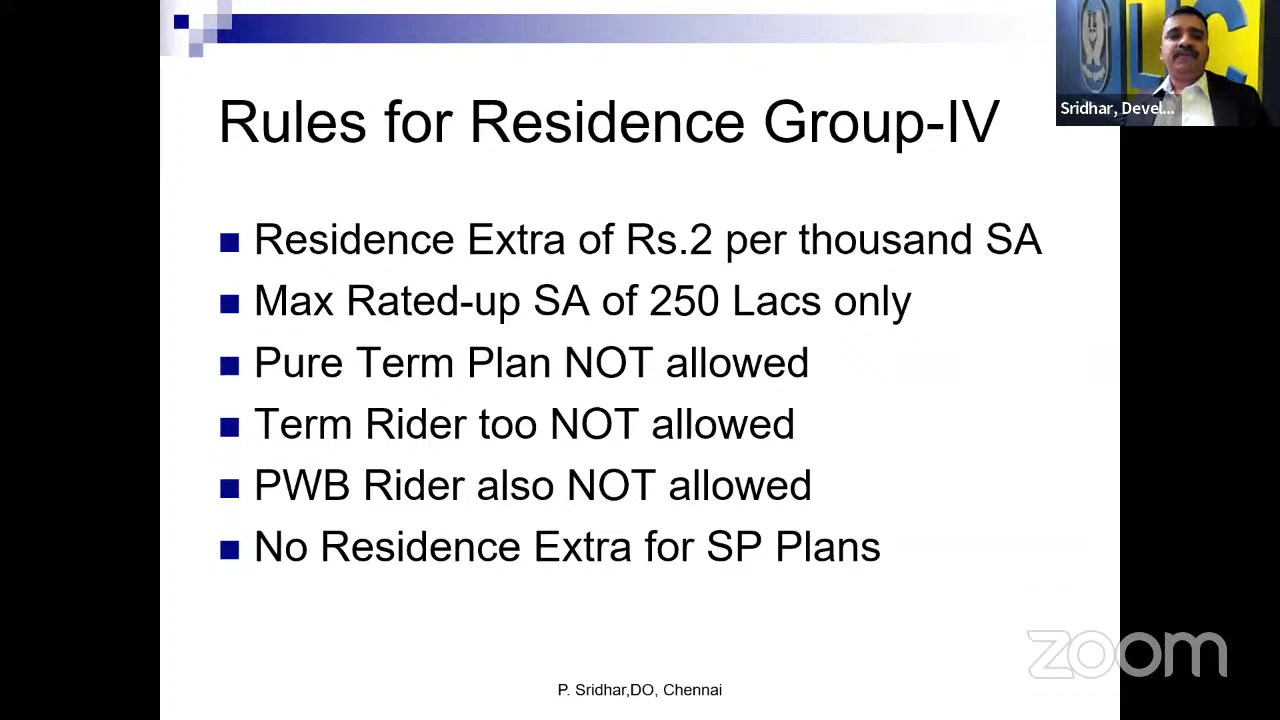 Rules for Residence Group-IV
Residence Extra of Rs.2 per thousand SA
Max Rated-up SA of 250 Lacs only
Pure Term Plan NOT allowed
Term Rider too NOT allowed
PWB Rider also NOT allowed
No Residence Extra for SP Plans
P. Sridhar,DO, Chennai
LIC
Sridhar, Devel...
zoom